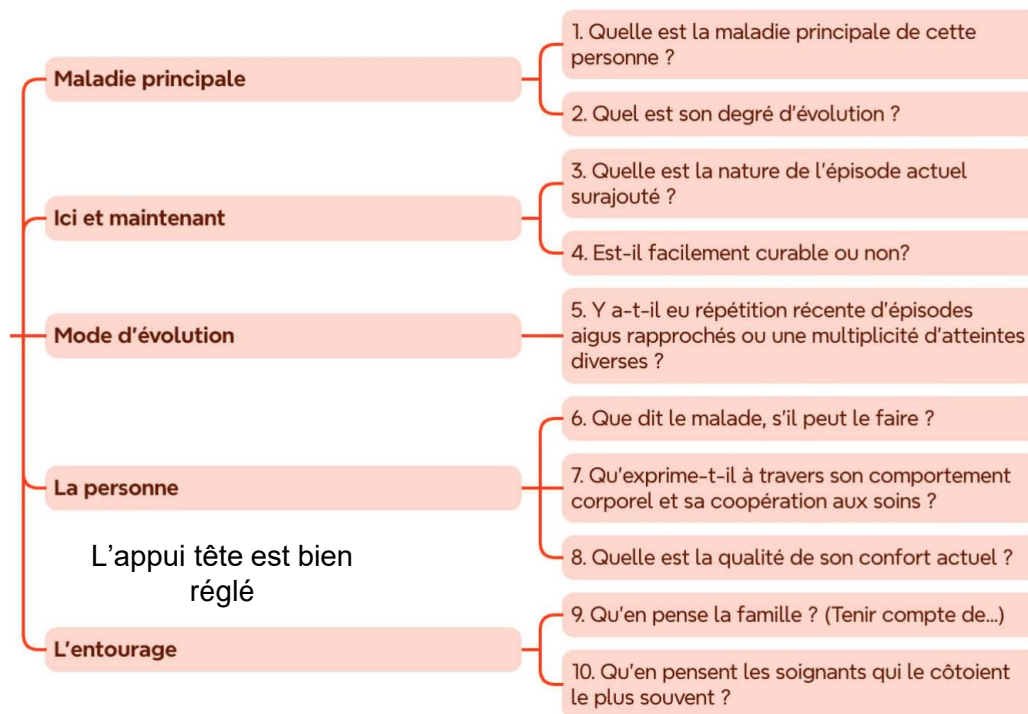 Maladie principale
1. Quelle est la maladie principale de cette
personne ?
2. Quel est son degré d'évolution ?
Ici et maintenant
3. Quelle est la nature de l'épisode actuel
surajouté ?
4. Est-il facilement curable ou non?
Mode d'évolution
5. Y a-t-il eu répétition récente d'épisodes
aigus rapprochés ou une multiplicité d'atteintes
diverses ?
La personne
6. Que dit le malade, s'il peut le faire ?
7. Qu'exprime-t-il à travers son comportement
corporel et sa coopération aux soins ?
8. Quelle est la qualité de son confort actuel ?
L'appui tête est bien
réglé
L'entourage
9. Qu'en pense la famille ? (Tenir compte de...)
10. Qu'en pensent les soignants qui le côtoient
le plus souvent ?